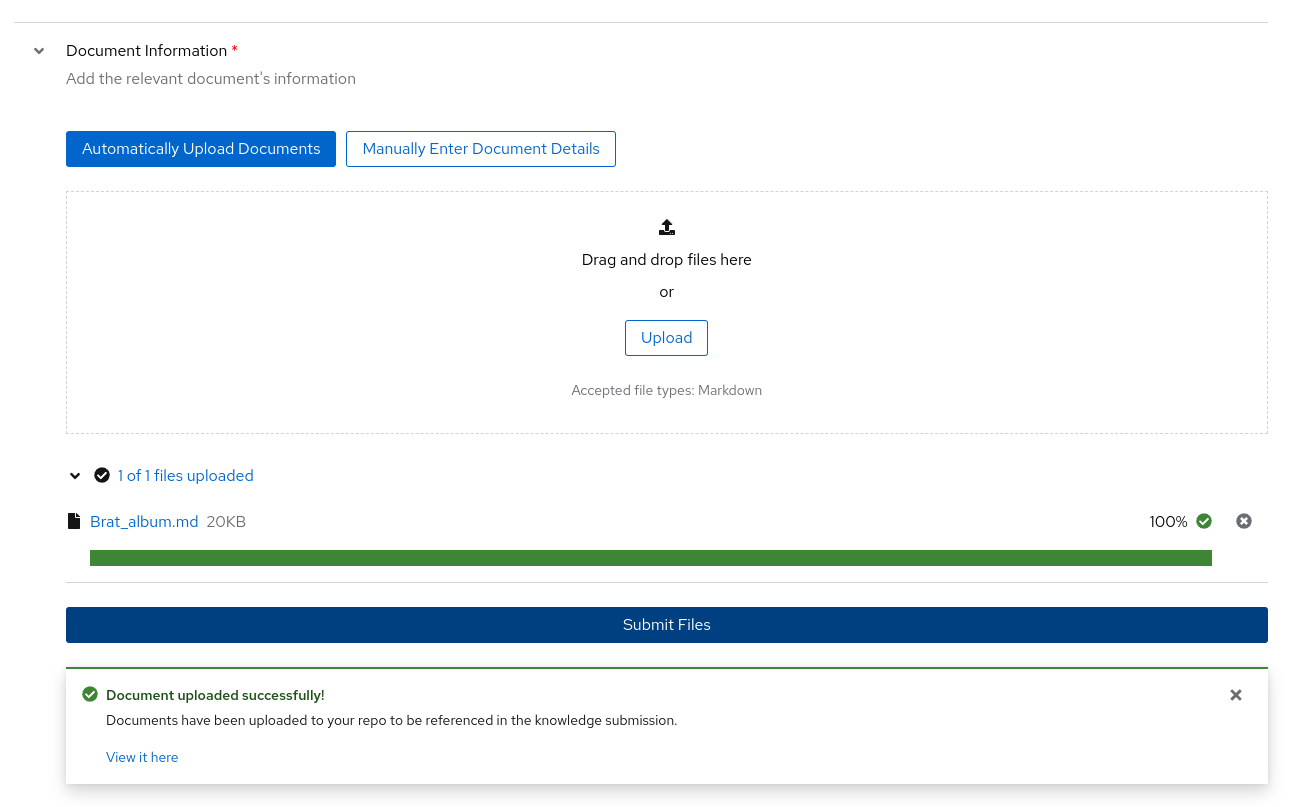 Document Information *
Add the relevant document's information
Automatically Upload Documents
Manually Enter Document Details
Drag and drop files here
or
Upload
Accepted file types: Markdown
1 of 1 files uploaded
Brat_album.md 20KB 100%
Submit Files
Document uploaded successfully!
Documents have been uploaded to your repo to be referenced in the knowledge submission.
View it here